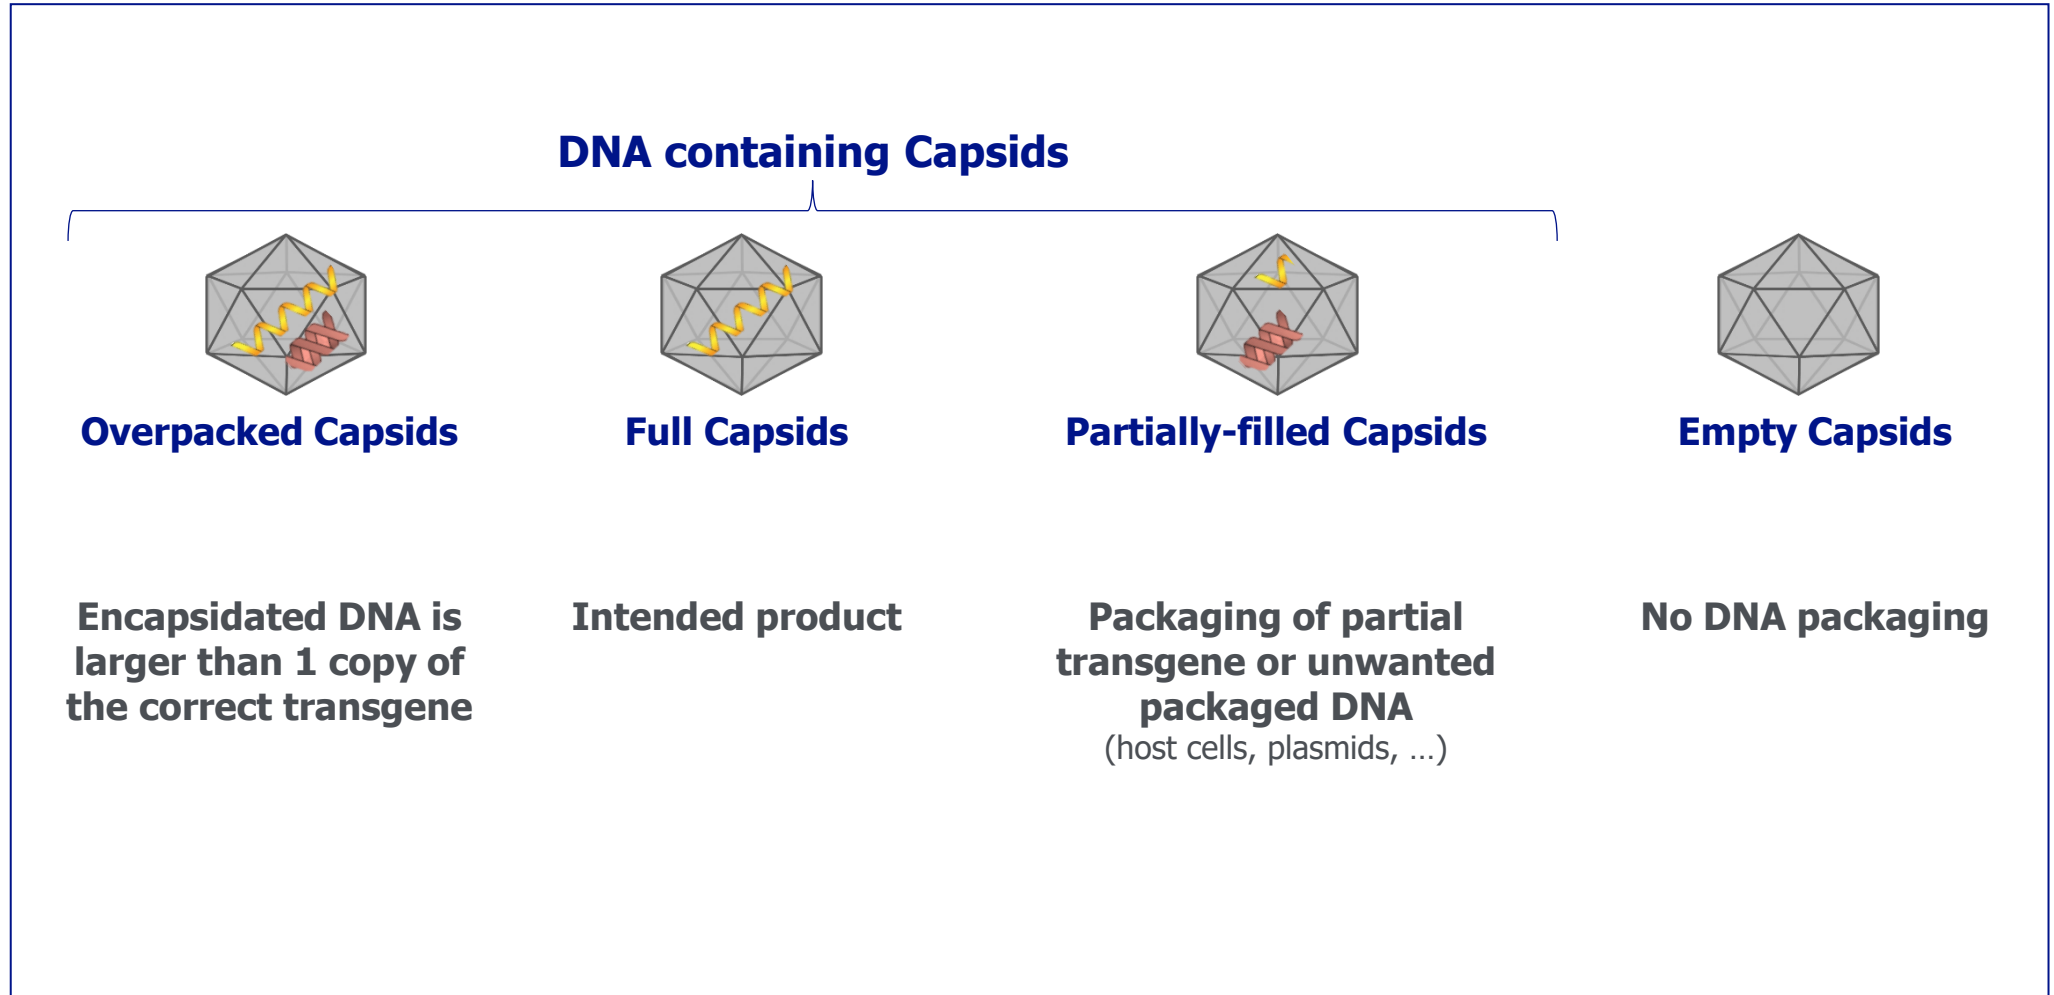 DNA containing Capsids
Overpacked Capsids
Full Capsids
Partially-filled Capsids
Empty Capsids
Encapsidated DNA is
larger than 1 copy of
the correct transgene
Intended product
Packaging of partial
transgene or unwanted
packaged DNA
(host cells, plasmids, …)
No DNA packaging